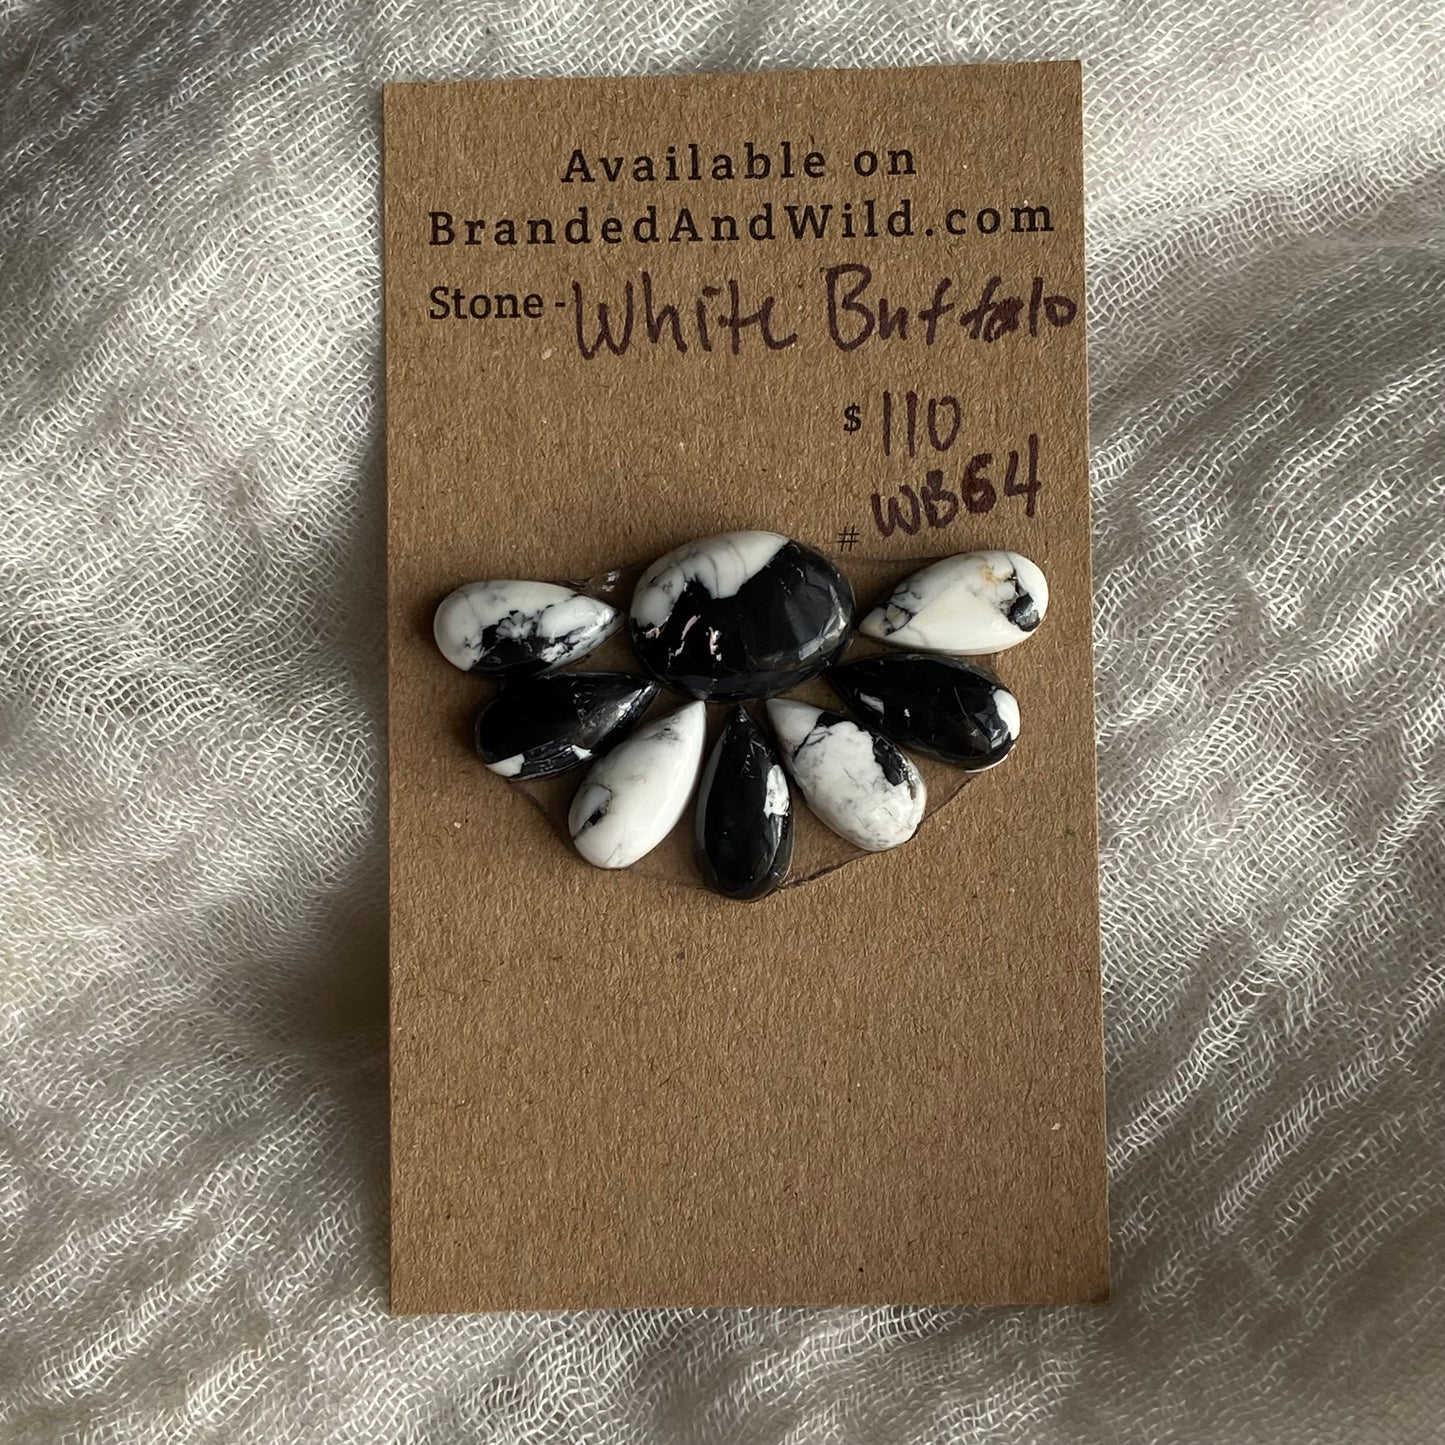 Available on
BrandedAndWild.com
Stone - White Buffalo
$ 110
# WB64